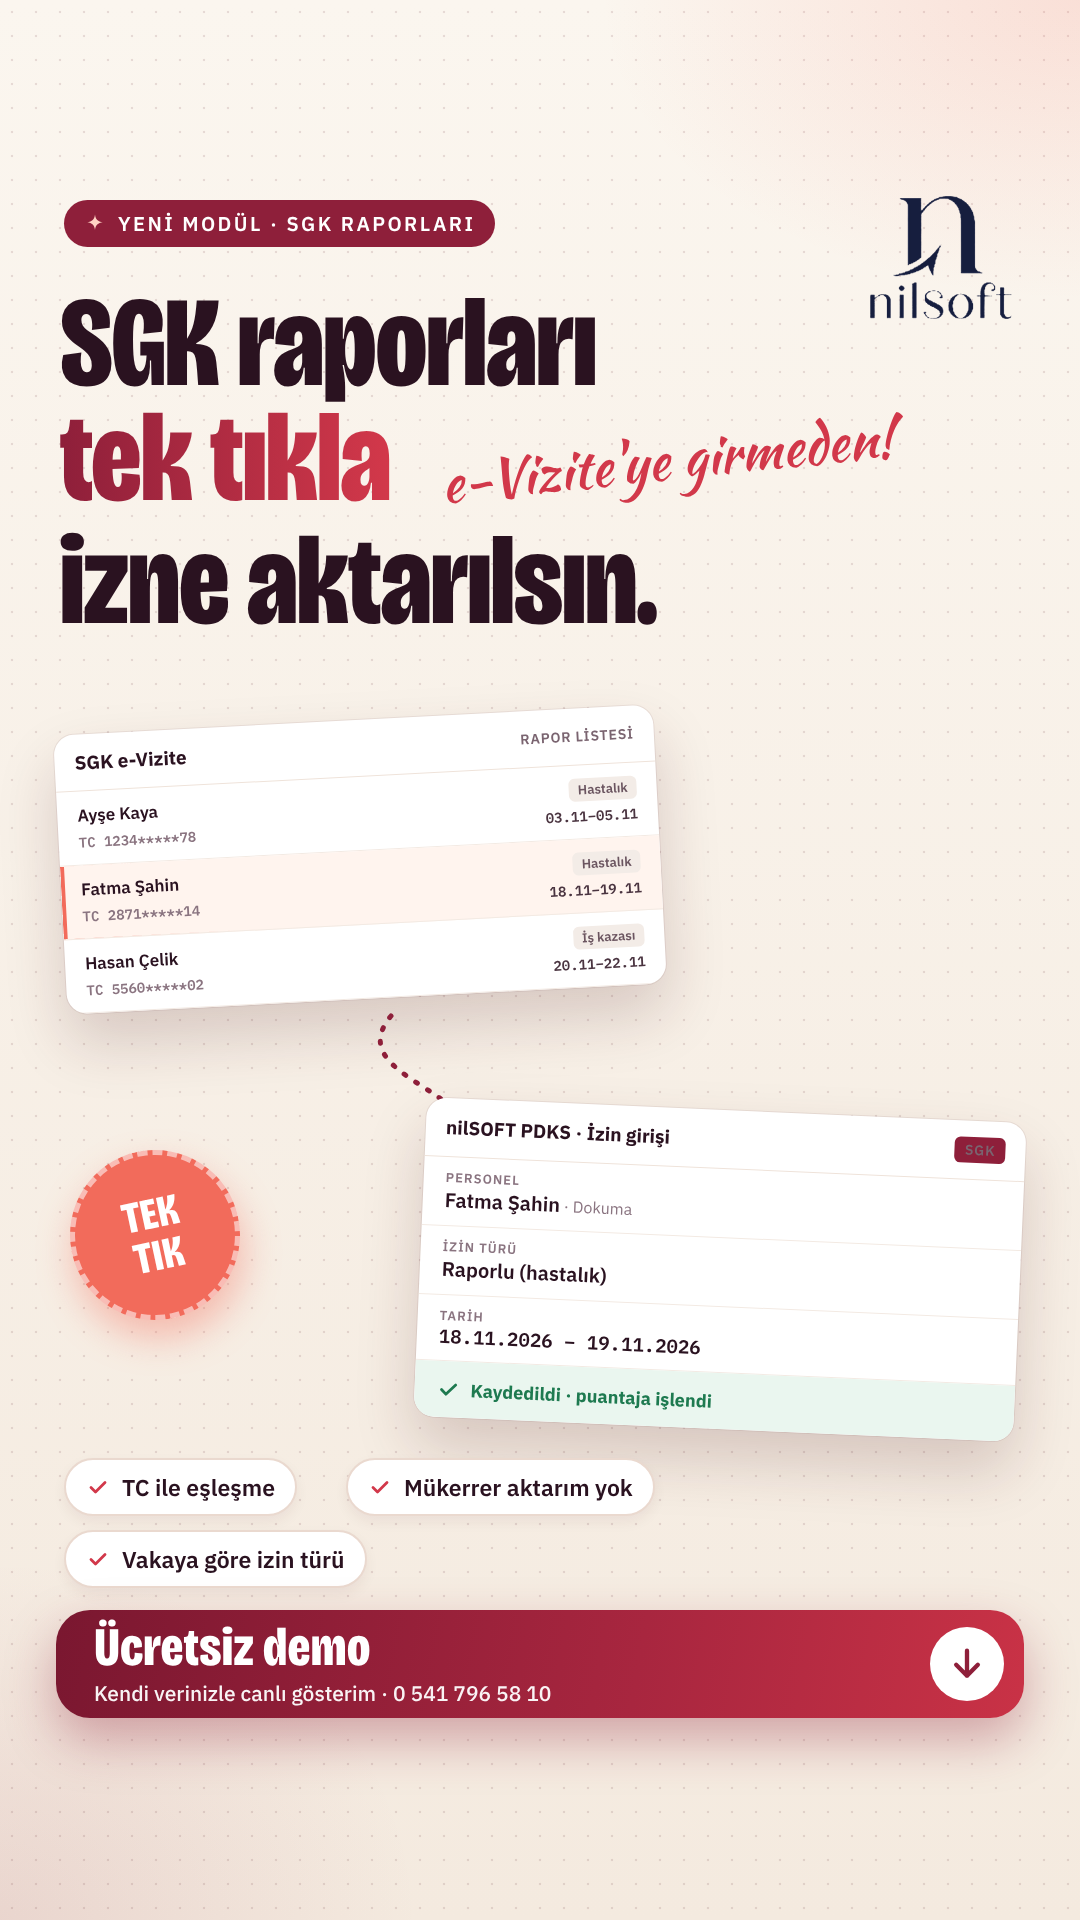 YENİ MODÜL · SGK RAPORLARI
nilsoft
SGK raporları
tek tıkla
e-Vizite'ye girmeden!
izne aktarılsın.
SGK e-Vizite
RAPOR LİSTESİ
Ayşe Kaya
Hastalık
TC 1234*****78
03.11–05.11
Fatma Şahin
Hastalık
TC 2871*****14
18.11–19.11
Hasan Çelik
İş kazası
TC 5560*****02
20.11–22.11
nilSOFT PDKS · İzin girişi
SGK
PERSONEL
Fatma Şahin · Dokuma
İZİN TÜRÜ
Raporlu (hastalık)
TARİH
18.11.2026 – 19.11.2026
Kaydedildi · puantaja işlendi
TEK
TIK
TC ile eşleşme
Mükerrer aktarım yok
Vakaya göre izin türü
Ücretsiz demo
Kendi verinizle canlı gösterim · 0 541 796 58 10